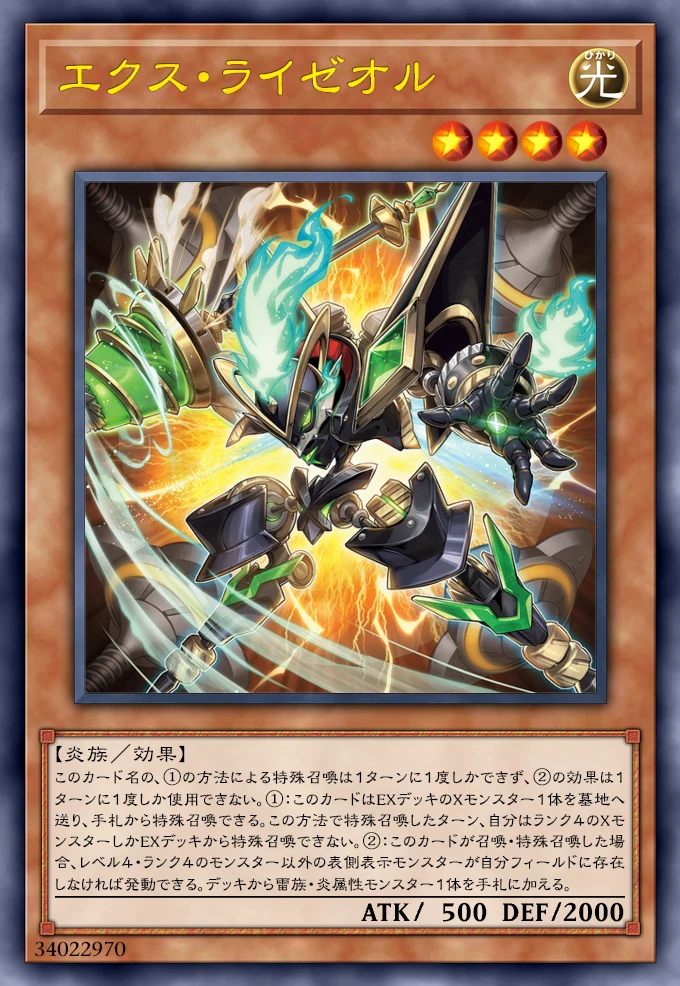 エクス・ライゼオル
ひかり
光
【炎族／効果】
このカード名の、①の方法による特殊召喚は1ターンに1度しかできず、②の効果は1
ターンに1度しか使用できない。①：このカードはEXデッキのXモンスター1体を墓地へ
送り、手札から特殊召喚できる。この方法で特殊召喚したターン、自分はランク4のXモ
ンスターしかEXデッキから特殊召喚できない。②：このカードが召喚・特殊召喚した場
合、レベル4・ランク4のモンスター以外の表側表示モンスターが自分フィールドに存在
しなければ発動できる。デッキから雷族・炎属性モンスター1体を手札に加える。
ATK/ 500 DEF/2000
34022970